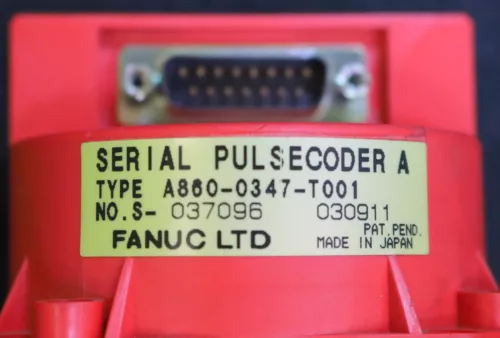 SERIAL PULSECODER A
TYPE A860-0347-T001
NO.S- 037096 030911
PAT. PEND.
FANUC LTD MADE IN JAPAN